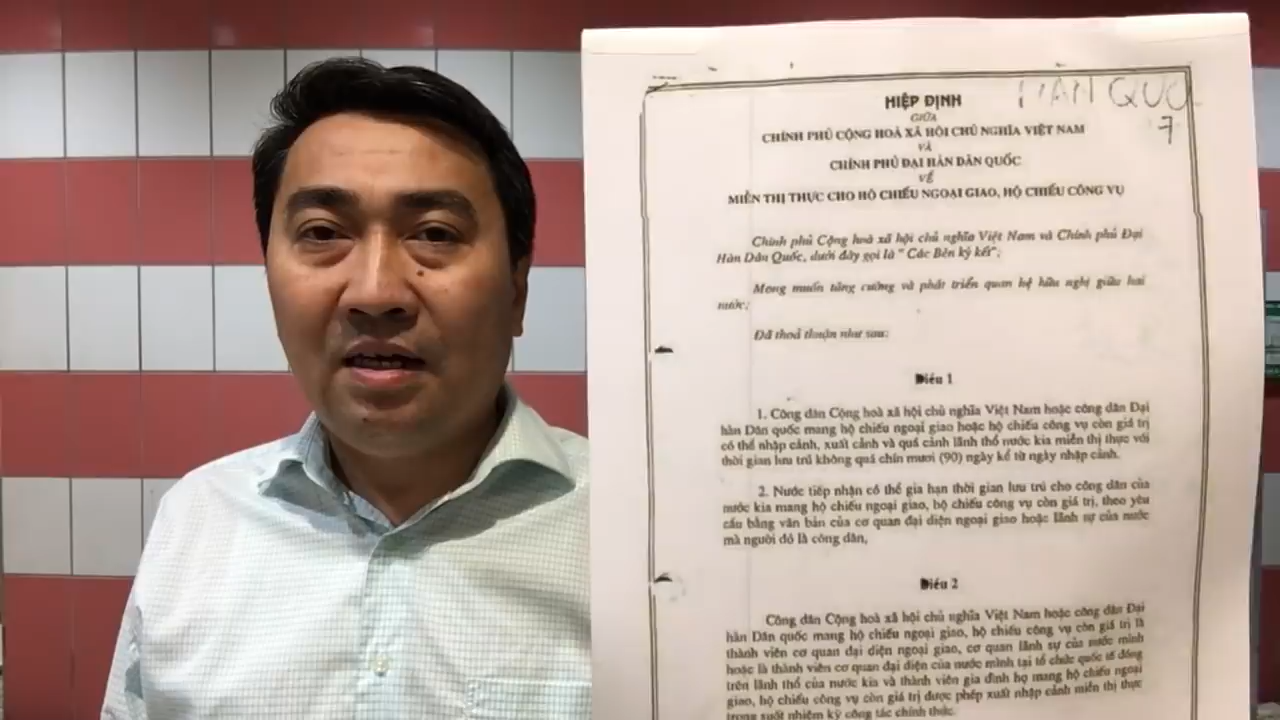 HÀN QUỐC
7
HIỆP ĐỊNH
GIỮA
CHÍNH PHỦ CỘNG HOÀ XÃ HỘI CHỦ NGHĨA VIỆT NAM
VÀ
CHÍNH PHỦ ĐẠI HÀN DÂN QUỐC
VỀ
MIỄN THỊ THỰC CHO HỘ CHIẾU NGOẠI GIAO, HỘ CHIẾU CÔNG VỤ
Chính phủ Cộng hoà xã hội chủ nghĩa Việt Nam và Chính phủ Đại
Hàn Dân Quốc, dưới đây gọi là " Các Bên ký kết";
Mong muốn tăng cường và phát triển quan hệ hữu nghị giữa hai
nước;
Đã thoả thuận như sau:
Điều 1
1. Công dân Cộng hoà xã hội chủ nghĩa Việt Nam hoặc công dân Đại
hàn Dân quốc mang hộ chiếu ngoại giao hoặc hộ chiếu công vụ còn giá trị
có thể nhập cảnh, xuất cảnh và quá cảnh lãnh thổ nước kia miễn thị thực với
thời gian lưu trú không quá chín mươi (90) ngày kể từ ngày nhập cảnh.
2. Nước tiếp nhận có thể gia hạn thời gian lưu trú cho công dân của
nước kia mang hộ chiếu ngoại giao, hộ chiếu công vụ còn giá trị, theo yêu
cầu bằng văn bản của cơ quan đại diện ngoại giao hoặc lãnh sự của nước
mà người đó là công dân,
Điều 2
Công dân Cộng hoà xã hội chủ nghĩa Việt Nam hoặc công dân Đại
hàn Dân quốc mang hộ chiếu ngoại giao, hộ chiếu công vụ còn giá trị là
thành viên cơ quan đại diện ngoại giao, cơ quan lãnh sự của nước mình
hoặc là thành viên cơ quan đại diện của nước mình tại tổ chức quốc tế đóng
trên lãnh thổ của nước kia và thành viên gia đình họ mang hộ chiếu ngoại
giao, hộ chiếu công vụ còn giá trị được phép xuất nhập cảnh miễn thị thực
trong suốt nhiệm kỳ công tác chính thức.